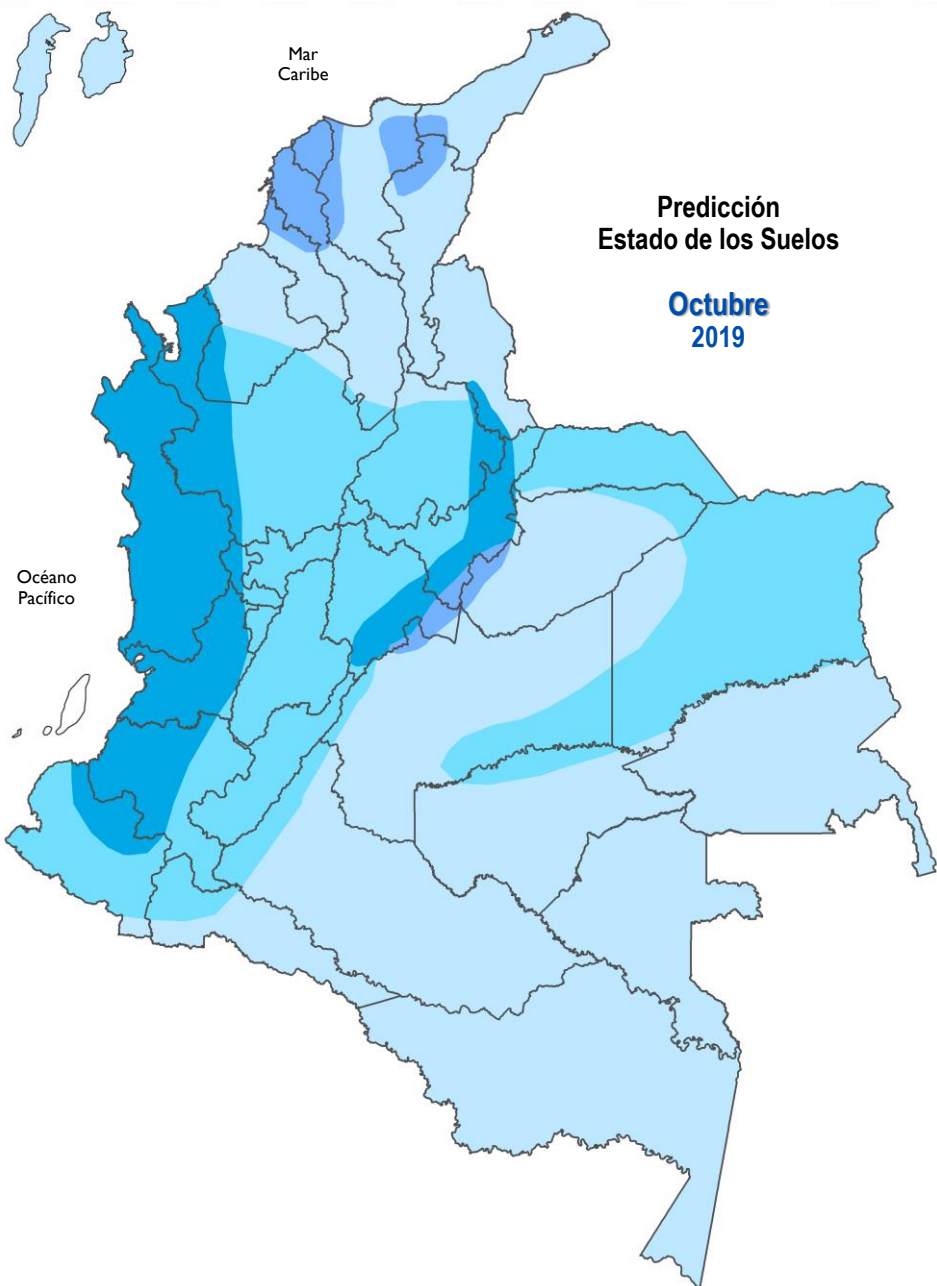 Mar
Caribe
Predicción
Estado de los Suelos
Octubre
2019
Océano
Pacífico